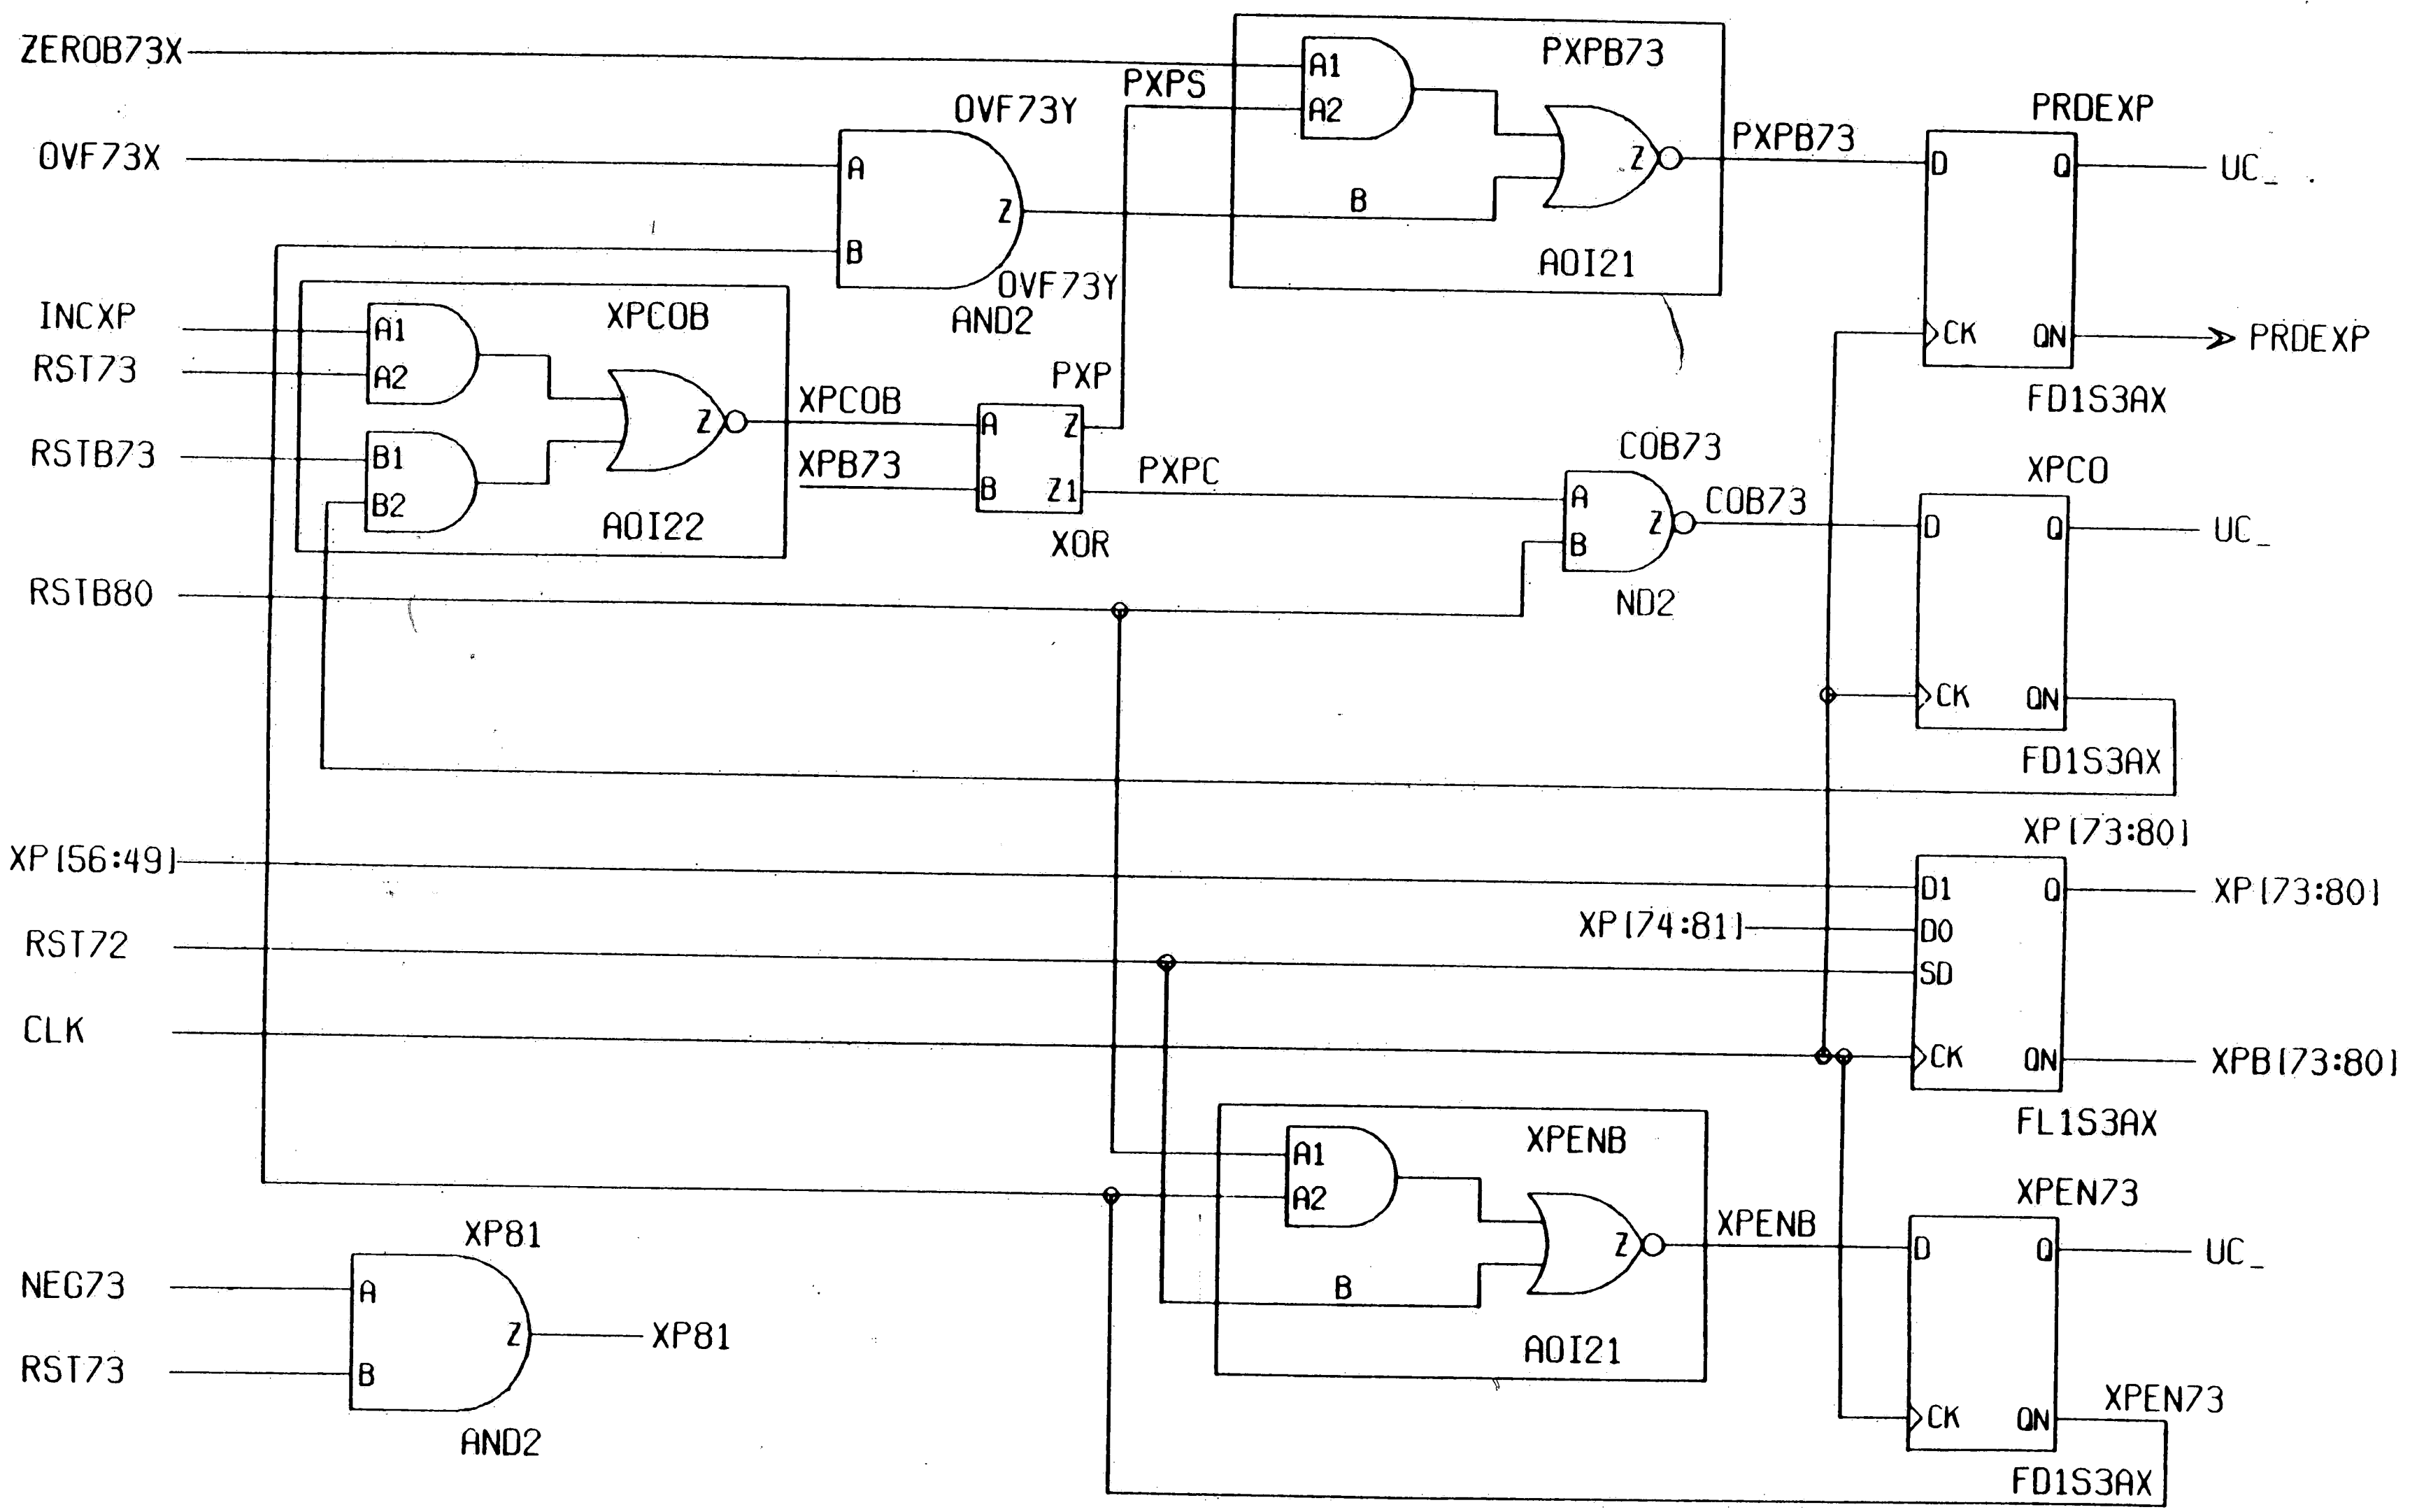 ZEROB73X
OVF73X
INCXP
RST73
RSTB73
RSTB80
XP[56:49]
RST72
CLK
NEG73
RST73
OVF73Y
A
B
Z
OVF73Y
AND2
XPCOB
A1
A2
B1
B2
Z
AOI22
XPCOB
XPB73
PXP
A
B
Z
Z1
XOR
PXPS
PXPC
PXPB73
A1
A2
B
Z
AOI21
PXPB73
PRDEXP
D
Q
CK
QN
UC_
PRDEXP
FD1S3AX
COB73
A
B
Z
COB73
ND2
XPCO
D
Q
CK
QN
UC_
FD1S3AX
XP[73:80]
XP[74:81]
D1
D0
SD
CK
Q
QN
XP[73:80]
XPB[73:80]
FL1S3AX
XPENB
A1
A2
B
Z
AOI21
XPENB
XPEN73
D
Q
CK
QN
UC_
XPEN73
FD1S3AX
XP81
A
B
Z
XP81
AND2